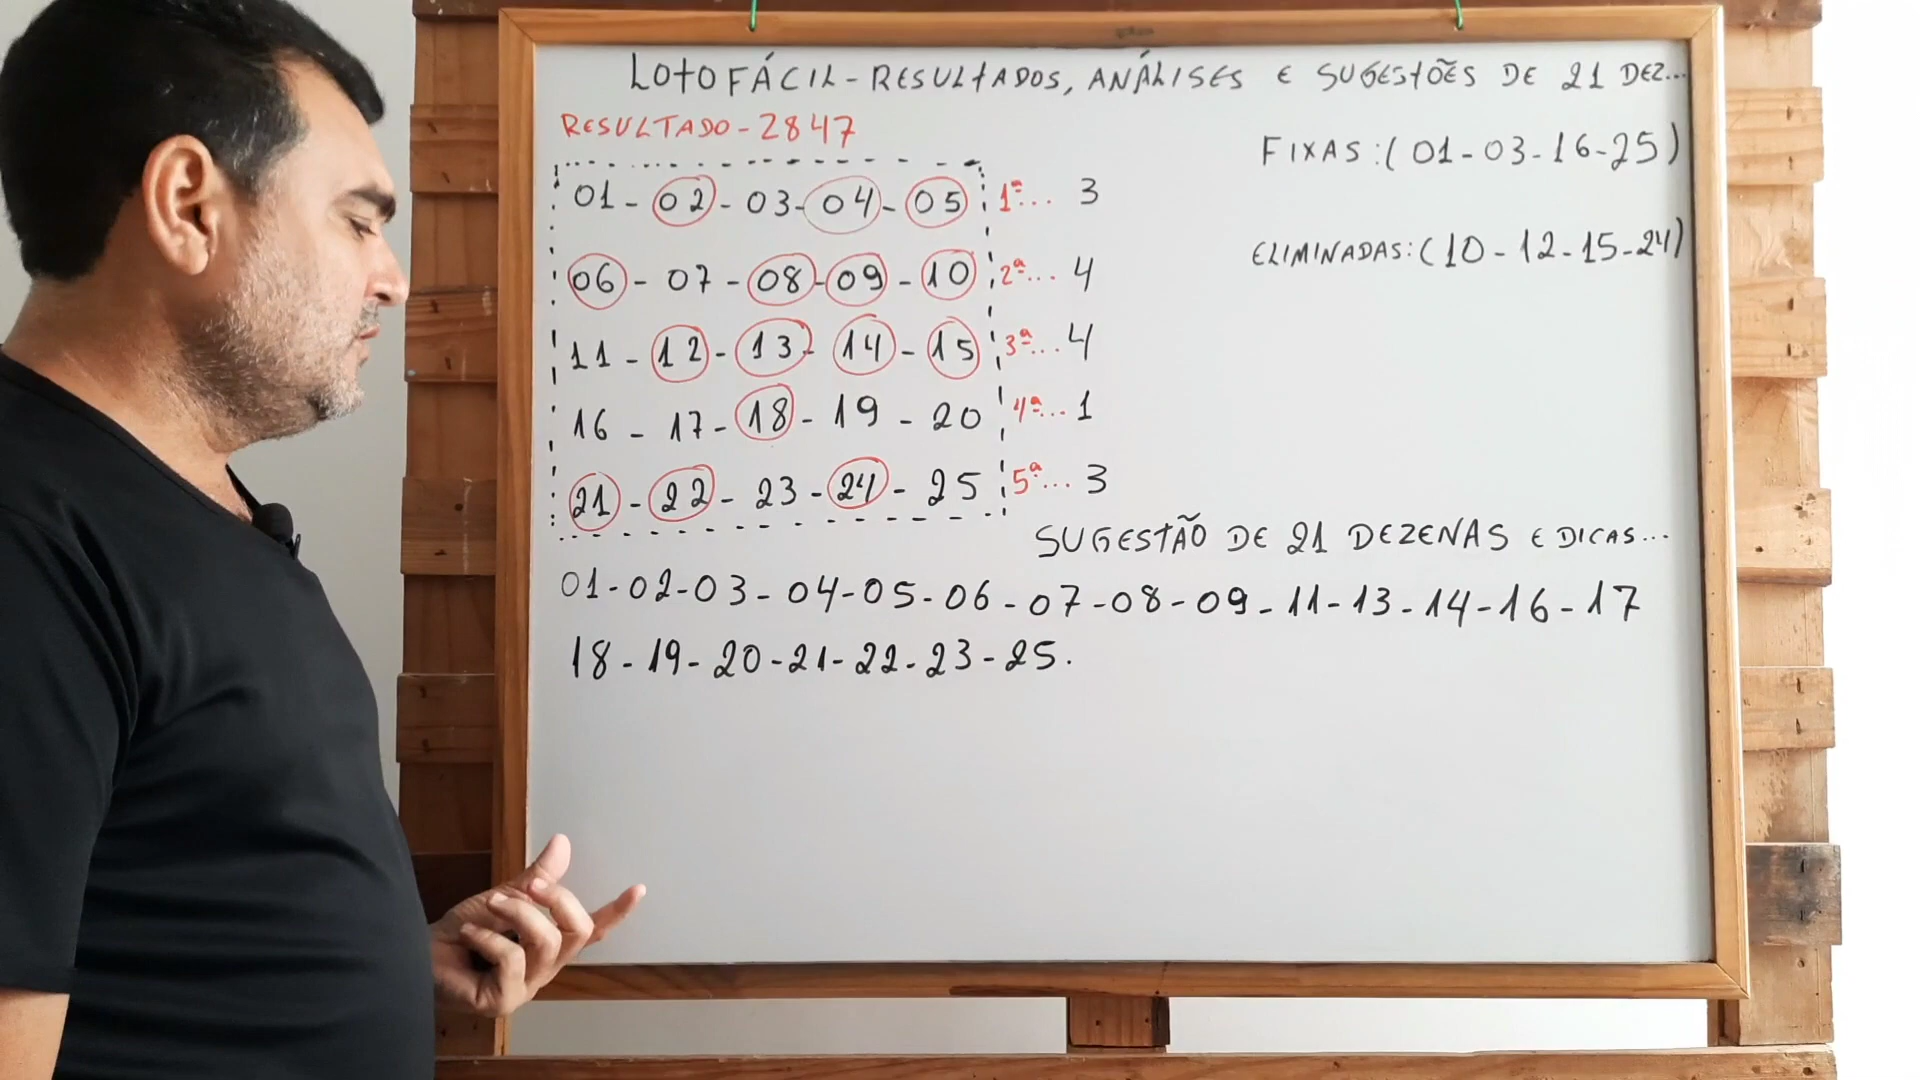 LOTOFÁCIL - RESULTADOS, ANÁLISES E SUGESTÕES DE 21 DEZ...
RESULTADO - 2847
FIXAS: (01 - 03 - 16 - 25)
01 - 02 - 03 - 04 - 05 1ª... 3
ELIMINADAS: (10 - 12 - 15 - 24)
06 - 07 - 08 - 09 - 10 2ª... 4
11 - 12 - 13 - 14 - 15 3ª... 4
16 - 17 - 18 - 19 - 20 4ª... 1
21 - 22 - 23 - 24 - 25 5ª... 3
SUGESTÃO DE 21 DEZENAS E DICAS...
01 - 02 - 03 - 04 - 05 - 06 - 07 - 08 - 09 - 11 - 13 - 14 - 16 - 17
18 - 19 - 20 - 21 - 22 - 23 - 25.